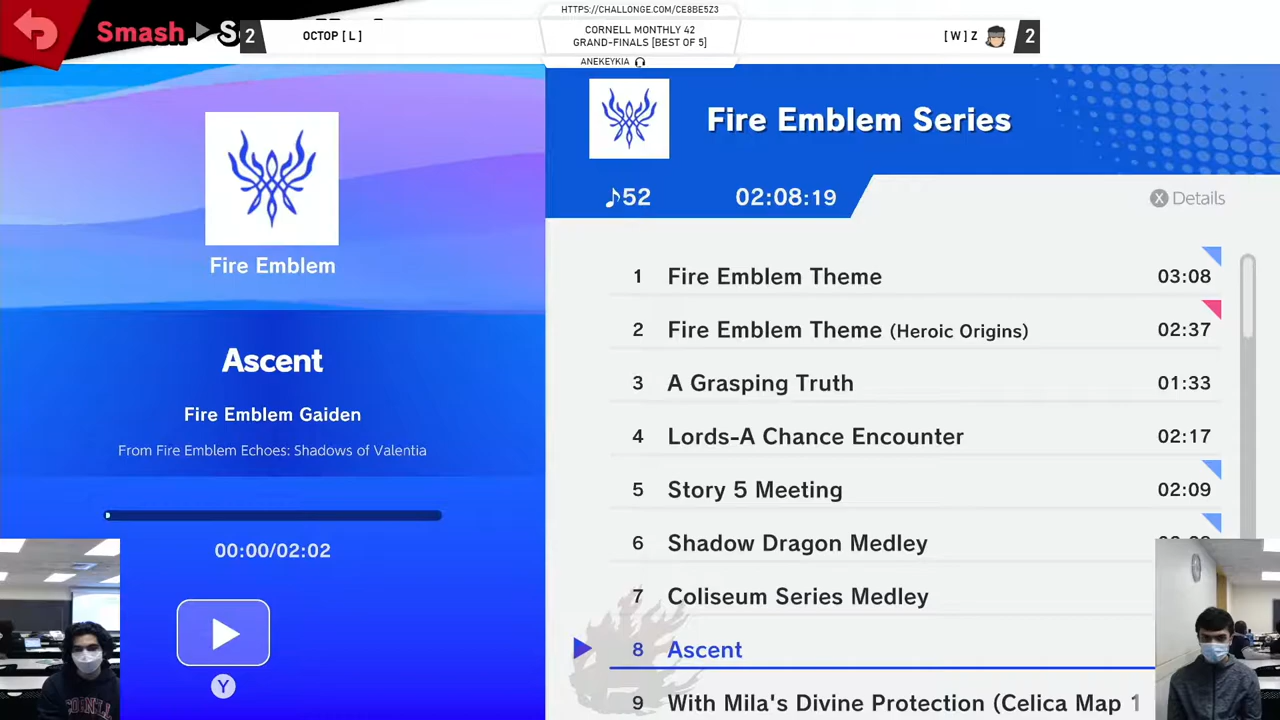 HTTPS://CHALLONGE.COM/CE8BE5Z3
Smash
2
OCTOP [ L ]
CORNELL MONTHLY 42
GRAND-FINALS [BEST OF 5]
[ W ] Z
2
ANEKEYKIA
Fire Emblem
Ascent
Fire Emblem Gaiden
From Fire Emblem Echoes: Shadows of Valentia
00:00/02:02
Y
Fire Emblem Series
♪52
02:08:19
X Details
1 Fire Emblem Theme 03:08
2 Fire Emblem Theme (Heroic Origins) 02:37
3 A Grasping Truth 01:33
4 Lords-A Chance Encounter 02:17
5 Story 5 Meeting 02:09
6 Shadow Dragon Medley
7 Coliseum Series Medley
8 Ascent
9 With Mila's Divine Protection (Celica Map 1
CORNELL